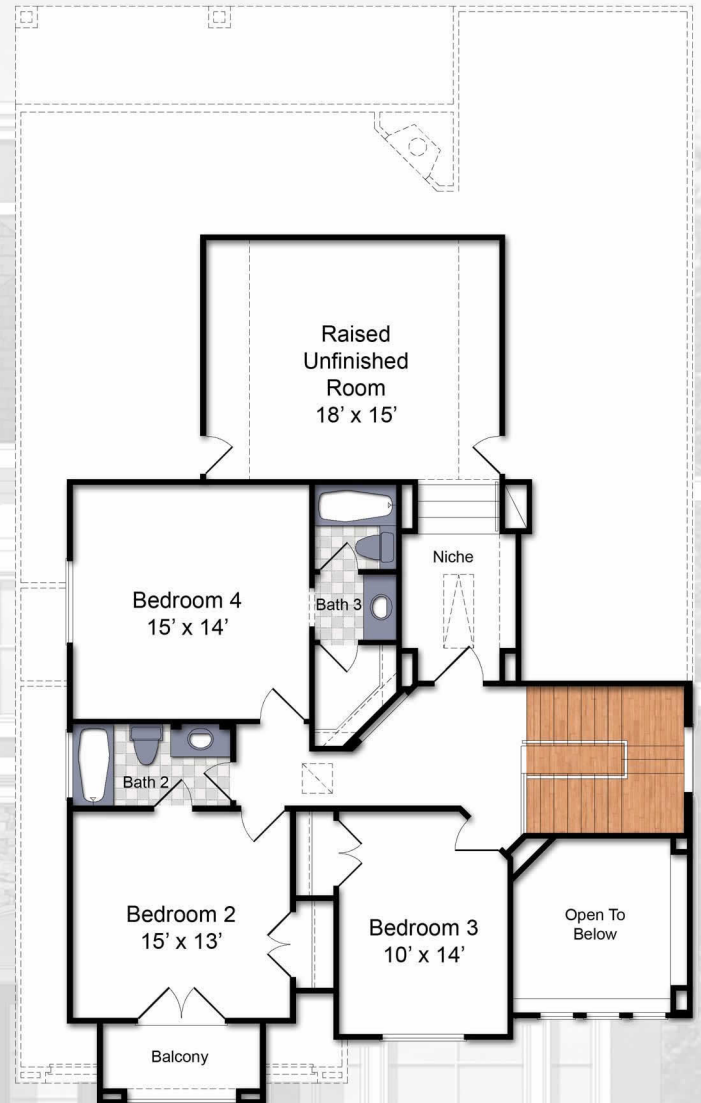 Raised
Unfinished
Room
18’ x 15’
Niche
Bedroom 4
15’ x 14’
Bath 3
Bath 2
Bedroom 2
15’ x 13’
Bedroom 3
10’ x 14’
Open To
Below
Balcony